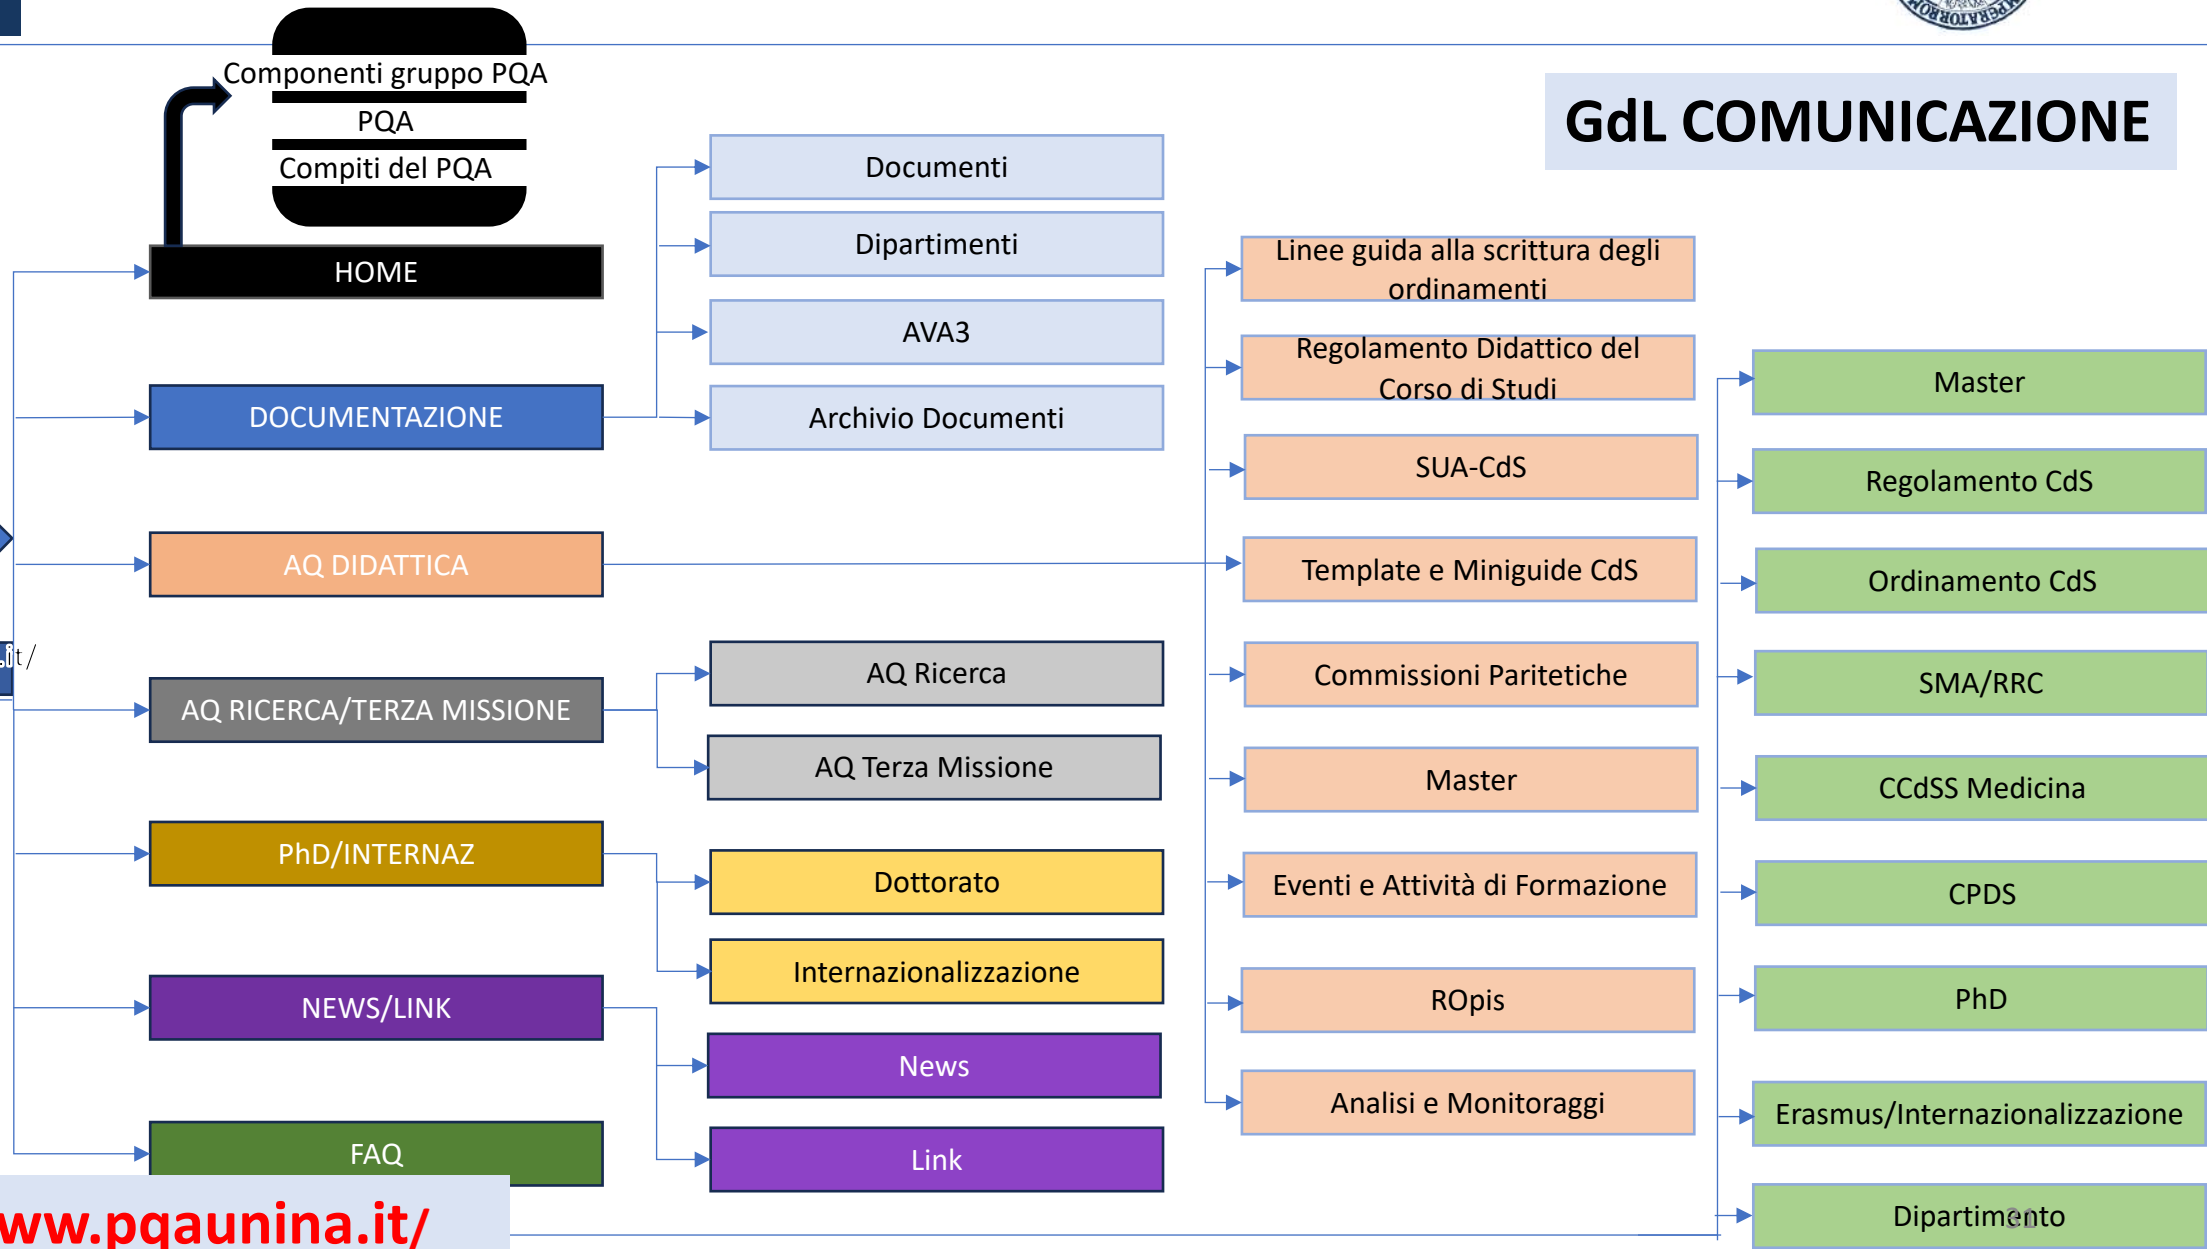 Componenti gruppo PQA
PQA
Compiti del PQA
GdL COMUNICAZIONE
HOME
DOCUMENTAZIONE
AQ DIDATTICA
AQ RICERCA/TERZA MISSIONE
PhD/INTERNAZ
NEWS/LINK
FAQ
Documenti
Dipartimenti
AVA3
Archivio Documenti
AQ Ricerca
AQ Terza Missione
Dottorato
Internazionalizzazione
News
Link
Linee guida alla scrittura degli
ordinamenti
Regolamento Didattico del
Corso di Studi
SUA-CdS
Template e Miniguide CdS
Commissioni Paritetiche
Master
Eventi e Attività di Formazione
ROpis
Analisi e Monitoraggi
Master
Regolamento CdS
Ordinamento CdS
SMA/RRC
CCdSS Medicina
CPDS
PhD
Erasmus/Internazionalizzazione
Dipartimento
31
.it/
ww.pqaunina.it/